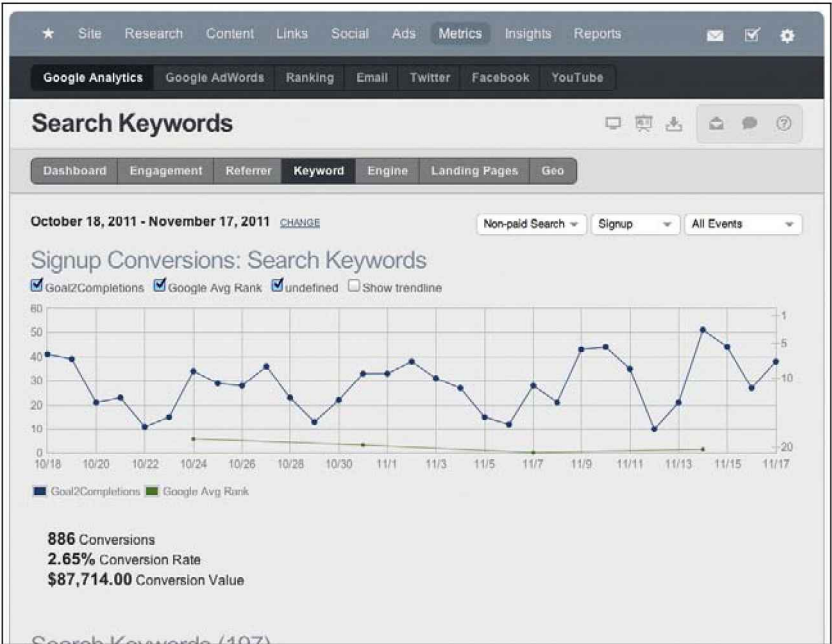 Site Research Content Links Social Ads Metrics Insights Reports
Google Analytics Google AdWords Ranking Email Twitter Facebook YouTube
Search Keywords
Dashboard Engagement Referrer Keyword Engine Landing Pages Geo
October 18, 2011 - November 17, 2011 CHANGE Non-paid Search Signup All Events
Signup Conversions: Search Keywords
Goal2Completions Google Avg Rank undefined Show trendline
60 1
50 5
40
30 10
20
10
0 20
10/18 10/20 10/22 10/24 10/26 10/28 10/30 11/1 11/3 11/5 11/7 11/9 11/11 11/13 11/15 11/17
Goal2Completions Google Avg Rank
886 Conversions
2.65% Conversion Rate
$87,714.00 Conversion Value
Search Keywords (197)